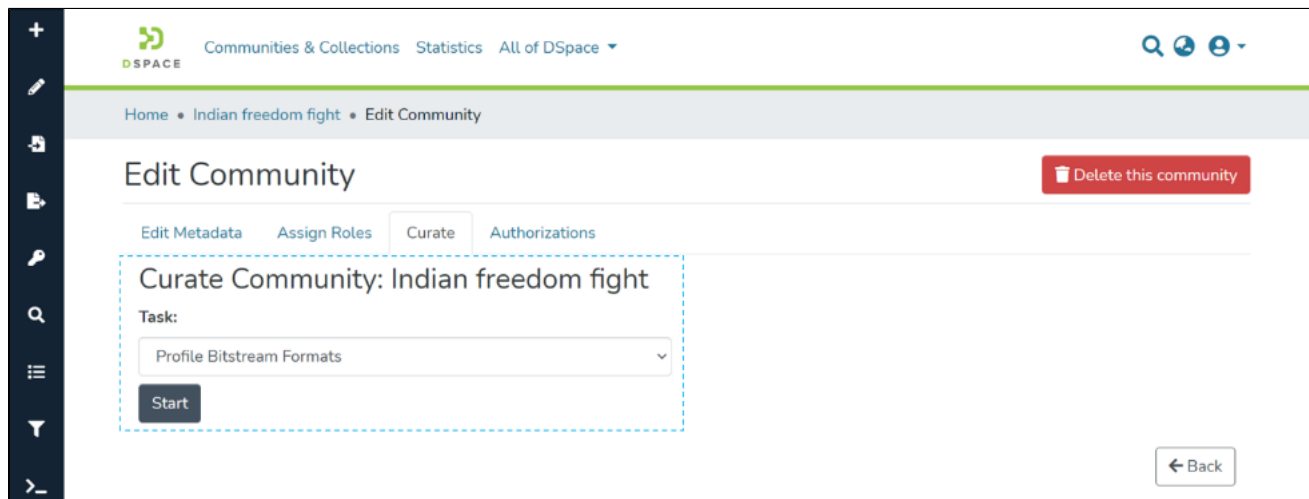 Communities & Collections Statistics All of DSpace
DSPACE
Home • Indian freedom fight • Edit Community
Edit Community
Delete this community
Edit Metadata Assign Roles Curate Authorizations
Curate Community: Indian freedom fight
Task:
Profile Bitstream Formats
Start
Back